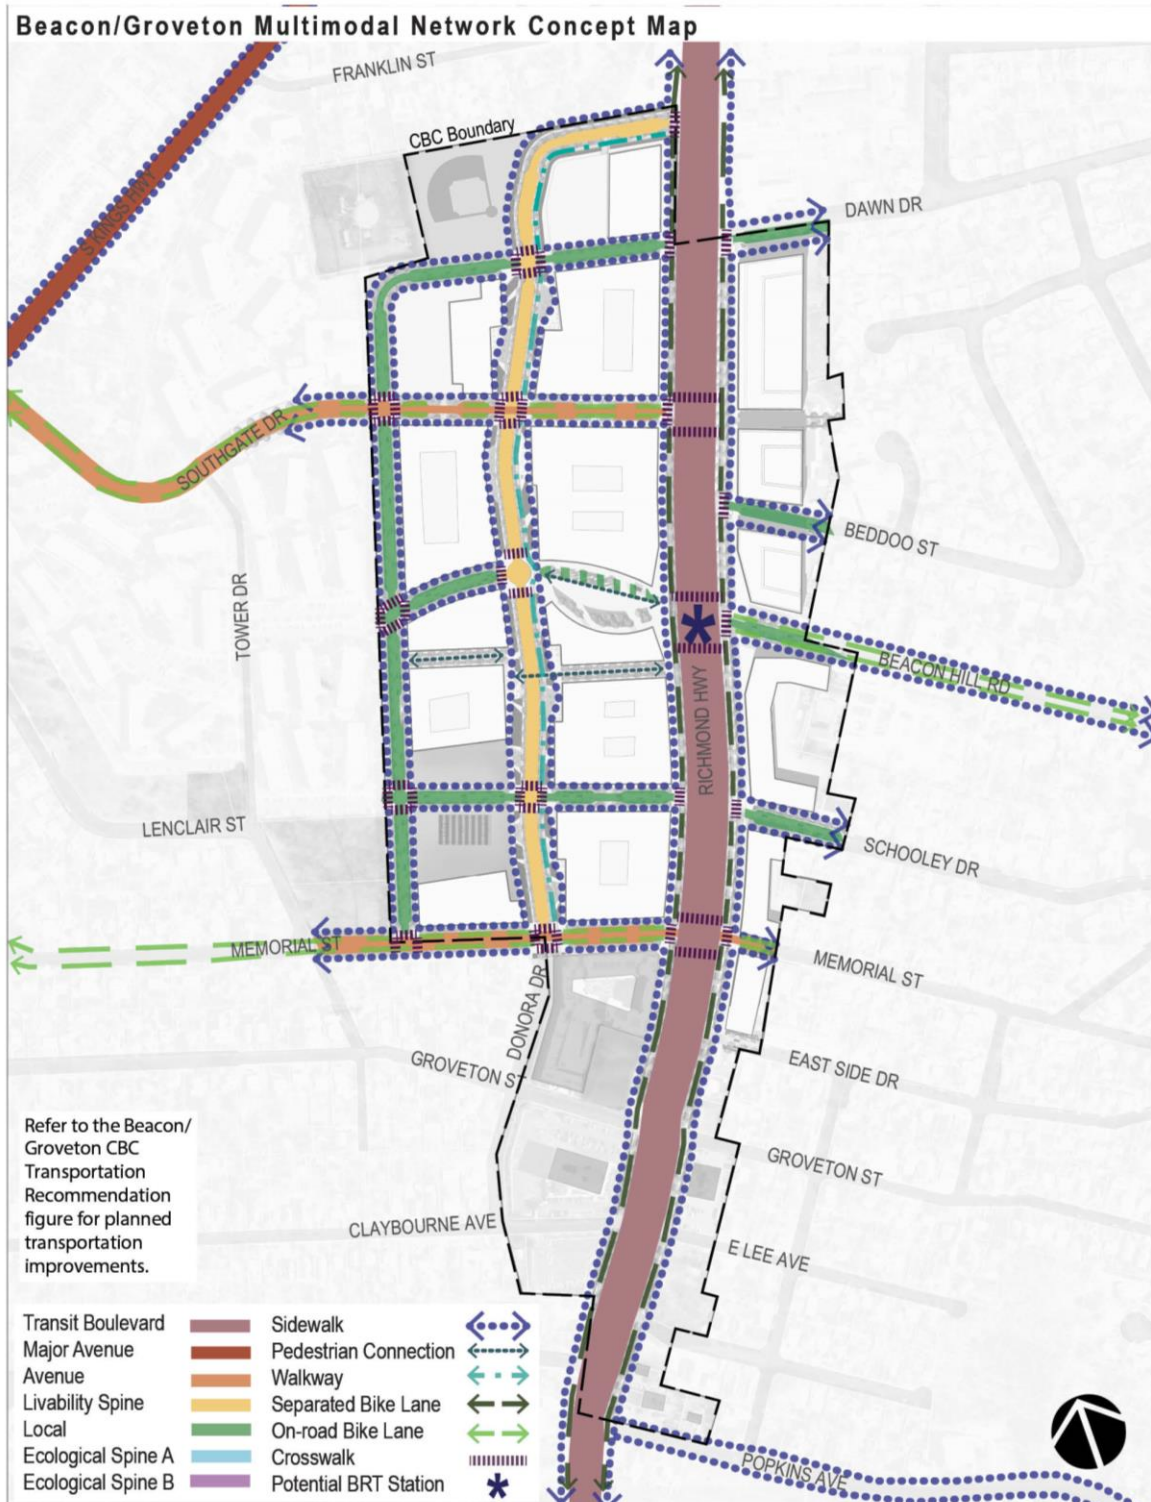 Beacon/Groveton Multimodal Network Concept Map
FRANKLIN ST
CBC Boundary
S KINGS HWY
DAWN DR
SOUTHGATE DR
BEDDOO ST
TOWER DR
BEACON HILL RD
RICHMOND HWY
LENCLAIR ST
SCHOOLEY DR
MEMORIAL ST
MEMORIAL ST
DONORA DR
GROVETON ST
EAST SIDE DR
GROVETON ST
CLAYBOURNE AVE
E LEE AVE
POPKINS AVE
Refer to the Beacon/
Groveton CBC
Transportation
Recommendation
figure for planned
transportation
improvements.
Transit Boulevard
Major Avenue
Avenue
Livability Spine
Local
Ecological Spine A
Ecological Spine B
Sidewalk
Pedestrian Connection
Walkway
Separated Bike Lane
On-road Bike Lane
Crosswalk
Potential BRT Station